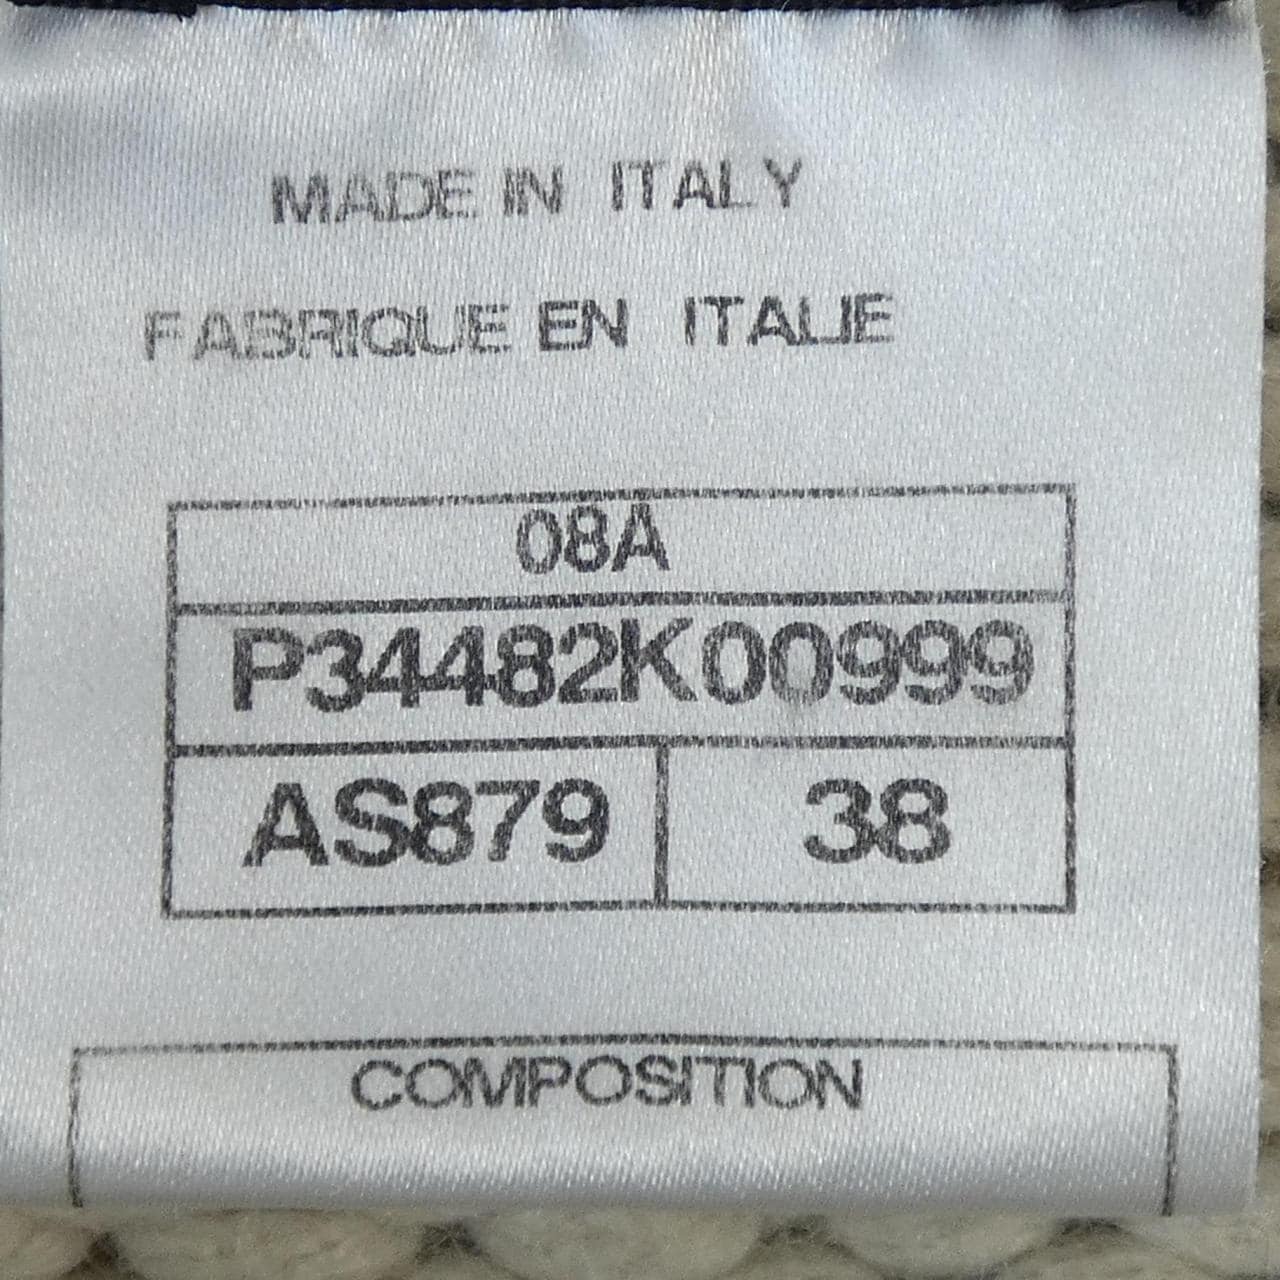 MADE IN ITALY
FABRIQUE EN ITALIE
08A
P34482K00999
AS879 38
COMPOSITION